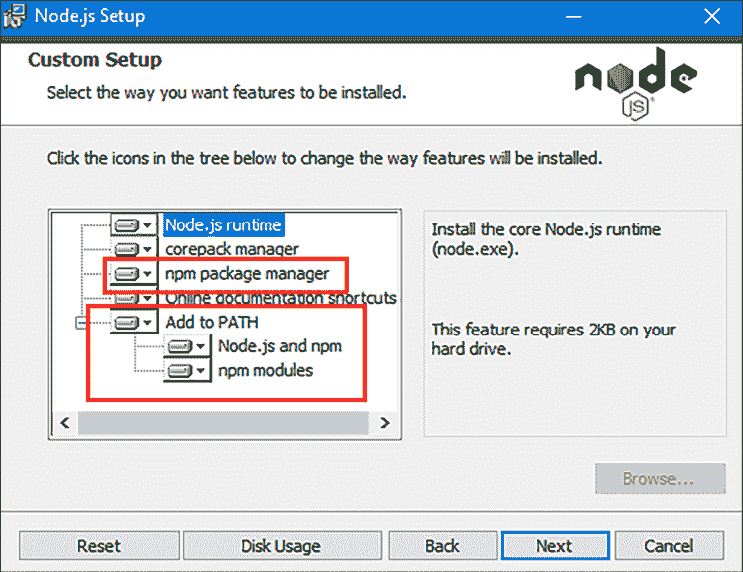 Node.js Setup
Custom Setup
Select the way you want features to be installed.
node
JS
Click the icons in the tree below to change the way features will be installed.
Node.js runtime
corepack manager
npm package manager
Online documentation shortcuts
Add to PATH
Node.js and npm
npm modules
Install the core Node.js runtime
(node.exe).
This feature requires 2KB on your
hard drive.
Browse...
Reset
Disk Usage
Back
Next
Cancel